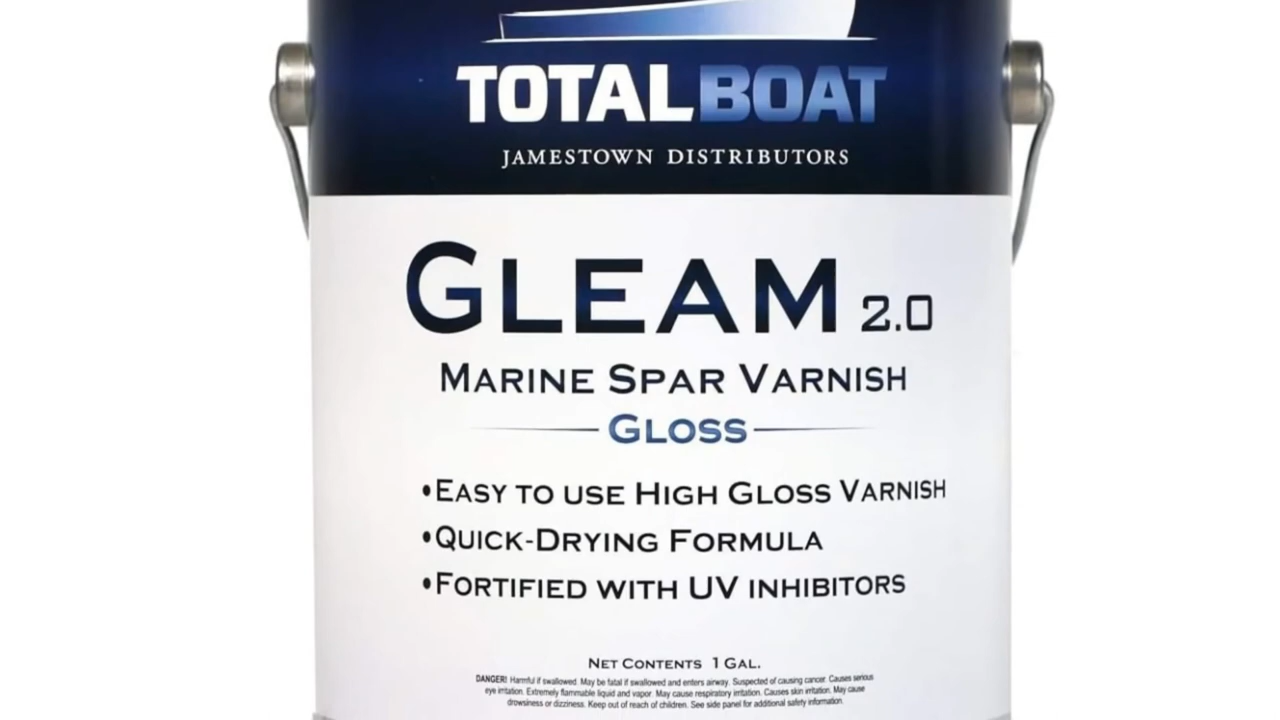 TOTALBOAT
JAMESTOWN DISTRIBUTORS
GLEAM 2.0
MARINE SPAR VARNISH
GLOSS
•EASY TO USE HIGH GLOSS VARNISH
•QUICK-DRYING FORMULA
•FORTIFIED WITH UV INHIBITORS
NET CONTENTS 1 GAL.
DANGER! Harmful if swallowed. May be fatal if swallowed and enters airway. Suspected of causing cancer. Causes serious
eye irritation. Extremely flammable liquid and vapor. May cause respiratory irritation. Causes skin irritation. May cause
drowsiness or dizziness. Keep out of reach of children. See side panel for additional safety information.